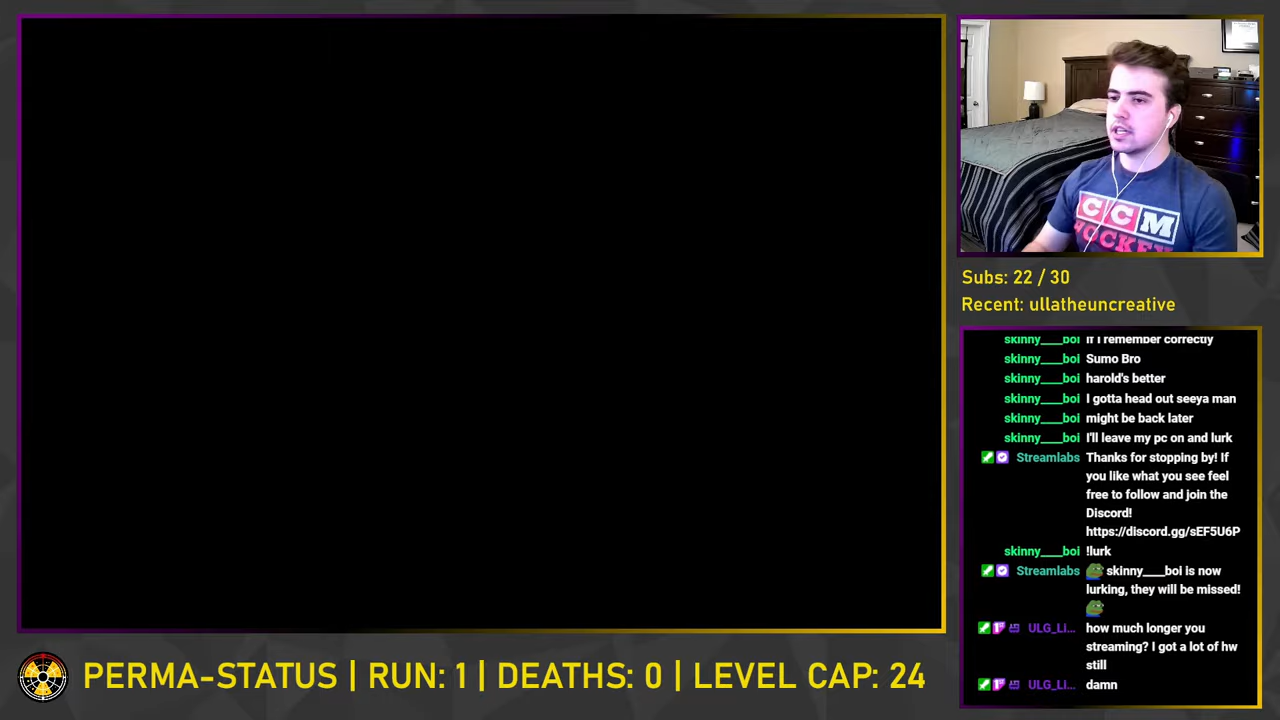 CCM
HOCKEY
Subs: 22 / 30
Recent: ullatheuncreative
skinny___boi If I remember correctly
skinny___boi Sumo Bro
skinny___boi harold's better
skinny___boi I gotta head out seeya man
skinny___boi might be back later
skinny___boi I'll leave my pc on and lurk
Streamlabs Thanks for stopping by! If
you like what you see feel
free to follow and join the
Discord!
https://discord.gg/sEF5U6P
skinny___boi !lurk
Streamlabs skinny___boi is now
lurking, they will be missed!
ULG_Li... how much longer you
streaming? I got a lot of hw
still
ULG_Li... damn
PERMA-STATUS | RUN: 1 | DEATHS: 0 | LEVEL CAP: 24